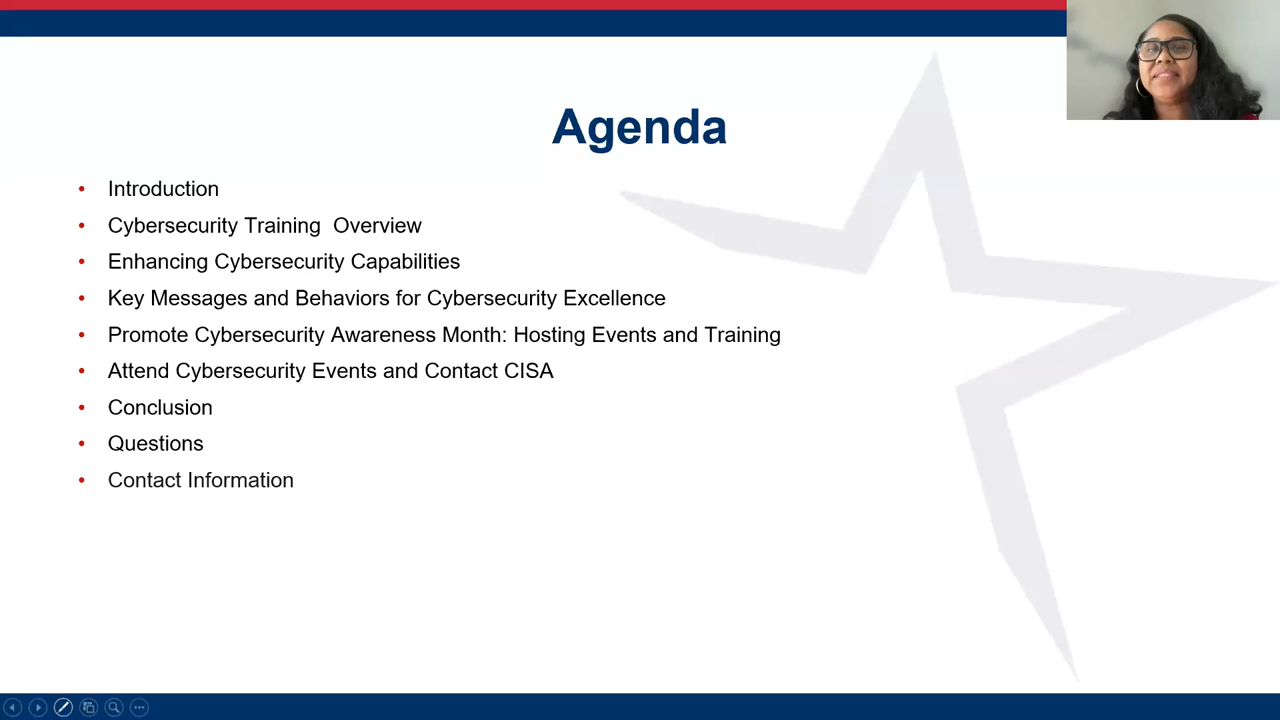 Agenda
• Introduction
• Cybersecurity Training  Overview
• Enhancing Cybersecurity Capabilities
• Key Messages and Behaviors for Cybersecurity Excellence
• Promote Cybersecurity Awareness Month: Hosting Events and Training
• Attend Cybersecurity Events and Contact CISA
• Conclusion
• Questions
• Contact Information